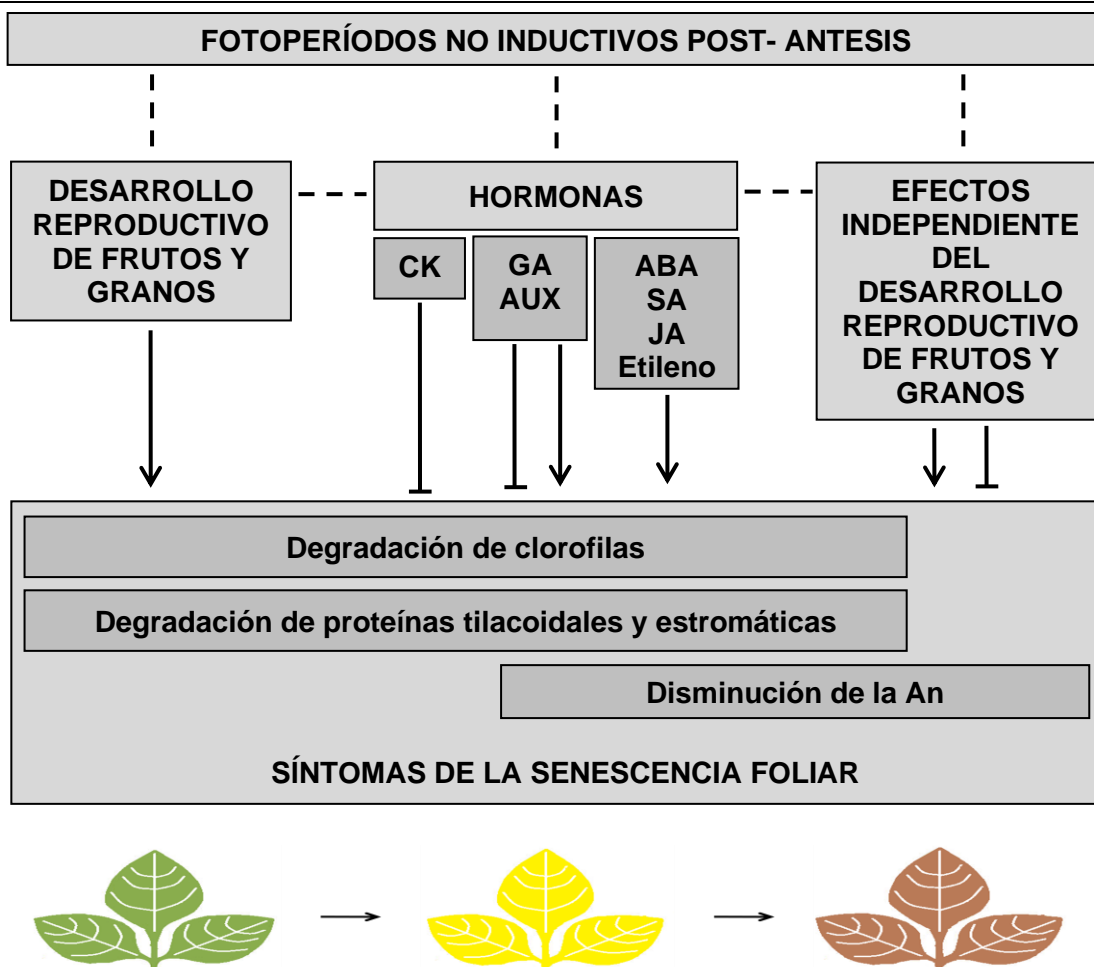 FOTOPERÍODOS NO INDUCTIVOS POST- ANTESIS
DESARROLLO
REPRODUCTIVO
DE FRUTOS Y
GRANOS
HORMONAS
CK
GA
AUX
ABA
SA
JA
Etileno
EFECTOS
INDEPENDIENTE
DEL
DESARROLLO
REPRODUCTIVO
DE FRUTOS Y
GRANOS
Degradación de clorofilas
Degradación de proteínas tilacoidales y estromáticas
Disminución de la An
SÍNTOMAS DE LA SENESCENCIA FOLIAR